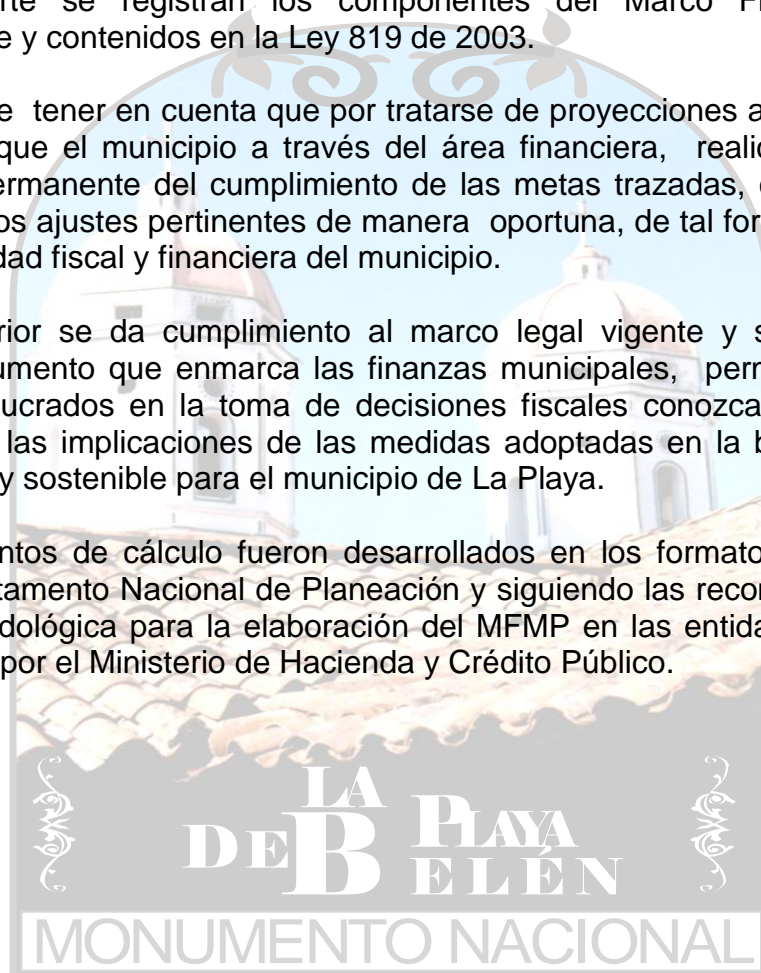 se registran los componentes del Marco
y contenidos en la Ley 819 de 2003.
tener en cuenta que por tratarse de proyecciones a
que el municipio a través del área financiera, realic
ermanente del cumplimiento de las metas trazadas,
os ajustes pertinentes de manera oportuna, de tal for
dad fiscal y financiera del municipio.
rior se da cumplimiento al marco legal vigente y s
umento que enmarca las finanzas municipales, perm
lucrados en la toma de decisiones fiscales conozca
las implicaciones de las medidas adoptadas en la b
y sostenible para el municipio de La Playa.
ntos de cálculo fueron desarrollados en los formato
tamento Nacional de Planeación y siguiendo las recor
dológica para la elaboración del MFMP en las entida
por el Ministerio de Hacienda y Crédito Público.
LA PLAYA
DE BELÉN
MONUMENTO NACIONAL